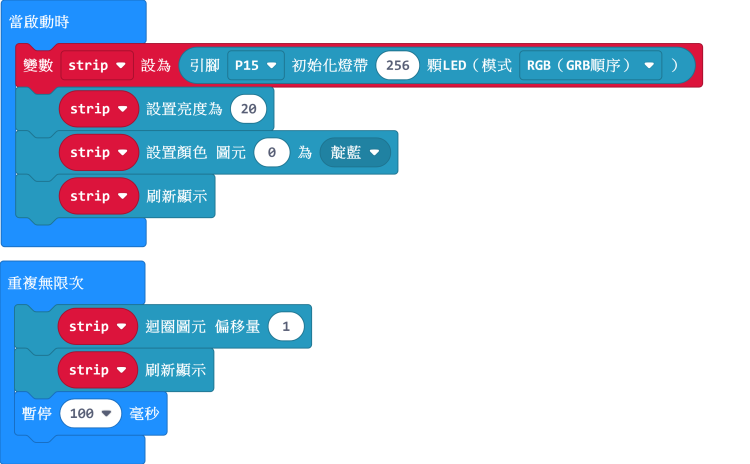 當啟動時
變數 strip 設為 引腳 P15 初始化燈帶 256 顆LED（模式 RGB（GRB順序） ）
strip 設置亮度為 20
strip 設置顏色 圖元 0 為 靛藍
strip 刷新顯示
重複無限次
strip 迴圈圖元 偏移量 1
strip 刷新顯示
暫停 100 毫秒